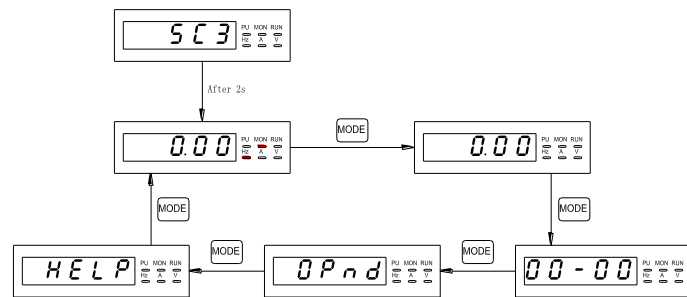 SC3
PU MON RUN
Hz A V
After 2s
0.00
PU MON RUN
Hz A V
MODE
0.00
PU MON RUN
Hz A V
MODE
MODE
HELP
PU MON RUN
Hz A V
MODE
OPnd
PU MON RUN
Hz A V
MODE
00-00
PU MON RUN
Hz A V